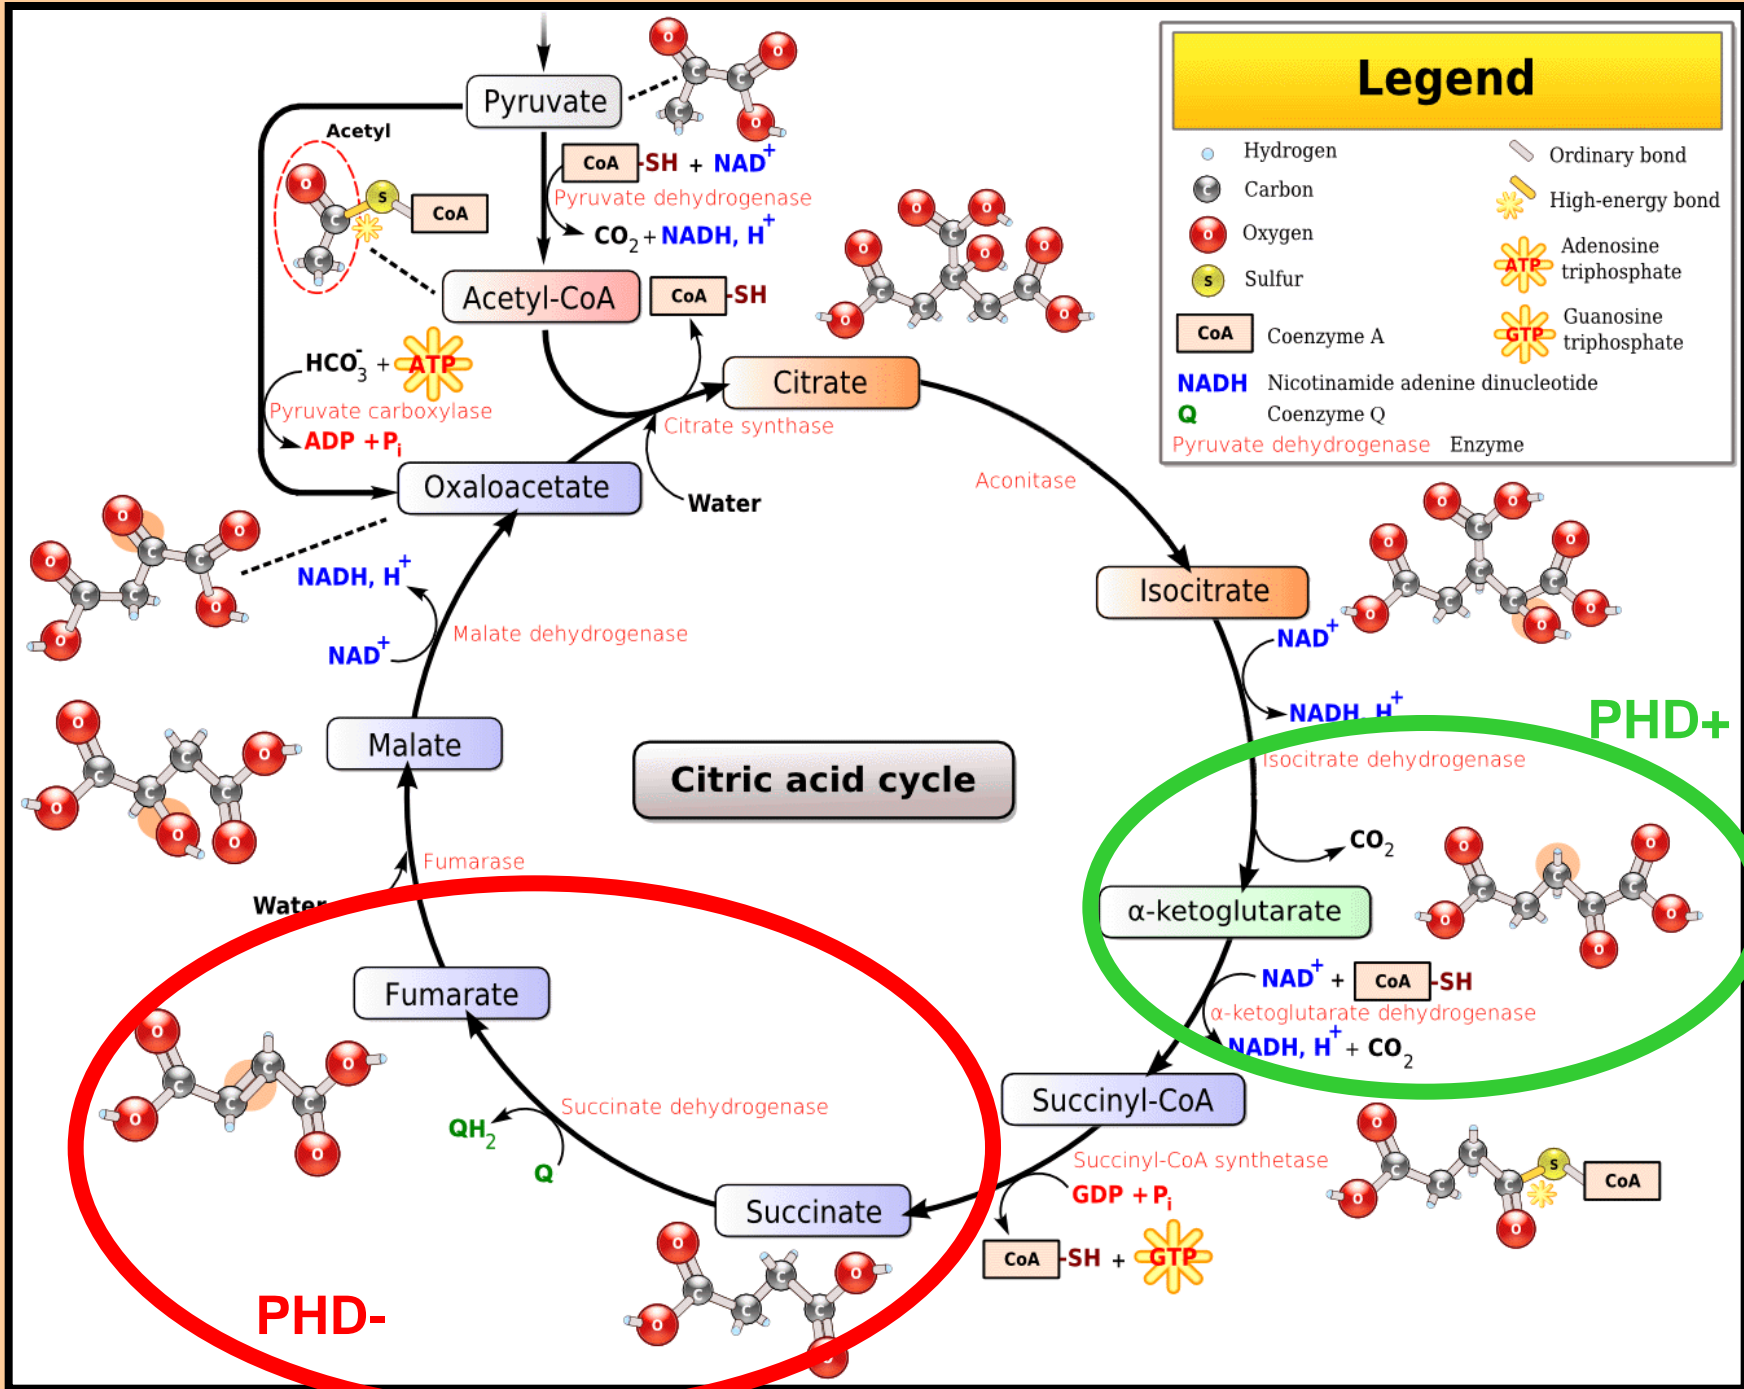 Pyruvate
Acetyl
CoA -SH + NAD+
Pyruvate dehydrogenase
CO2 + NADH, H+
S
CoA
Acetyl-CoA
CoA -SH
HCO3- + ATP
Pyruvate carboxylase
ADP + Pi
Citrate
Citrate synthase
Oxaloacetate
Water
Aconitase
Isocitrate
NADH, H+
NAD+
Malate dehydrogenase
NAD+
NADH, H+
PHD+
Isocitrate dehydrogenase
Malate
Citric acid cycle
CO2
Fumarase
Water
α-ketoglutarate
NAD+ + CoA -SH
α-ketoglutarate dehydrogenase
NADH, H+ + CO2
Fumarate
Succinyl-CoA
Succinate dehydrogenase
QH2
Q
Succinyl-CoA synthetase
GDP + Pi
S
CoA
Succinate
CoA -SH + GTP
PHD-
Legend
Hydrogen
C Carbon
O Oxygen
S Sulfur
CoA Coenzyme A
Ordinary bond
High-energy bond
ATP Adenosine
triphosphate
GTP Guanosine
triphosphate
NADH Nicotinamide adenine dinucleotide
Q Coenzyme Q
Pyruvate dehydrogenase Enzyme